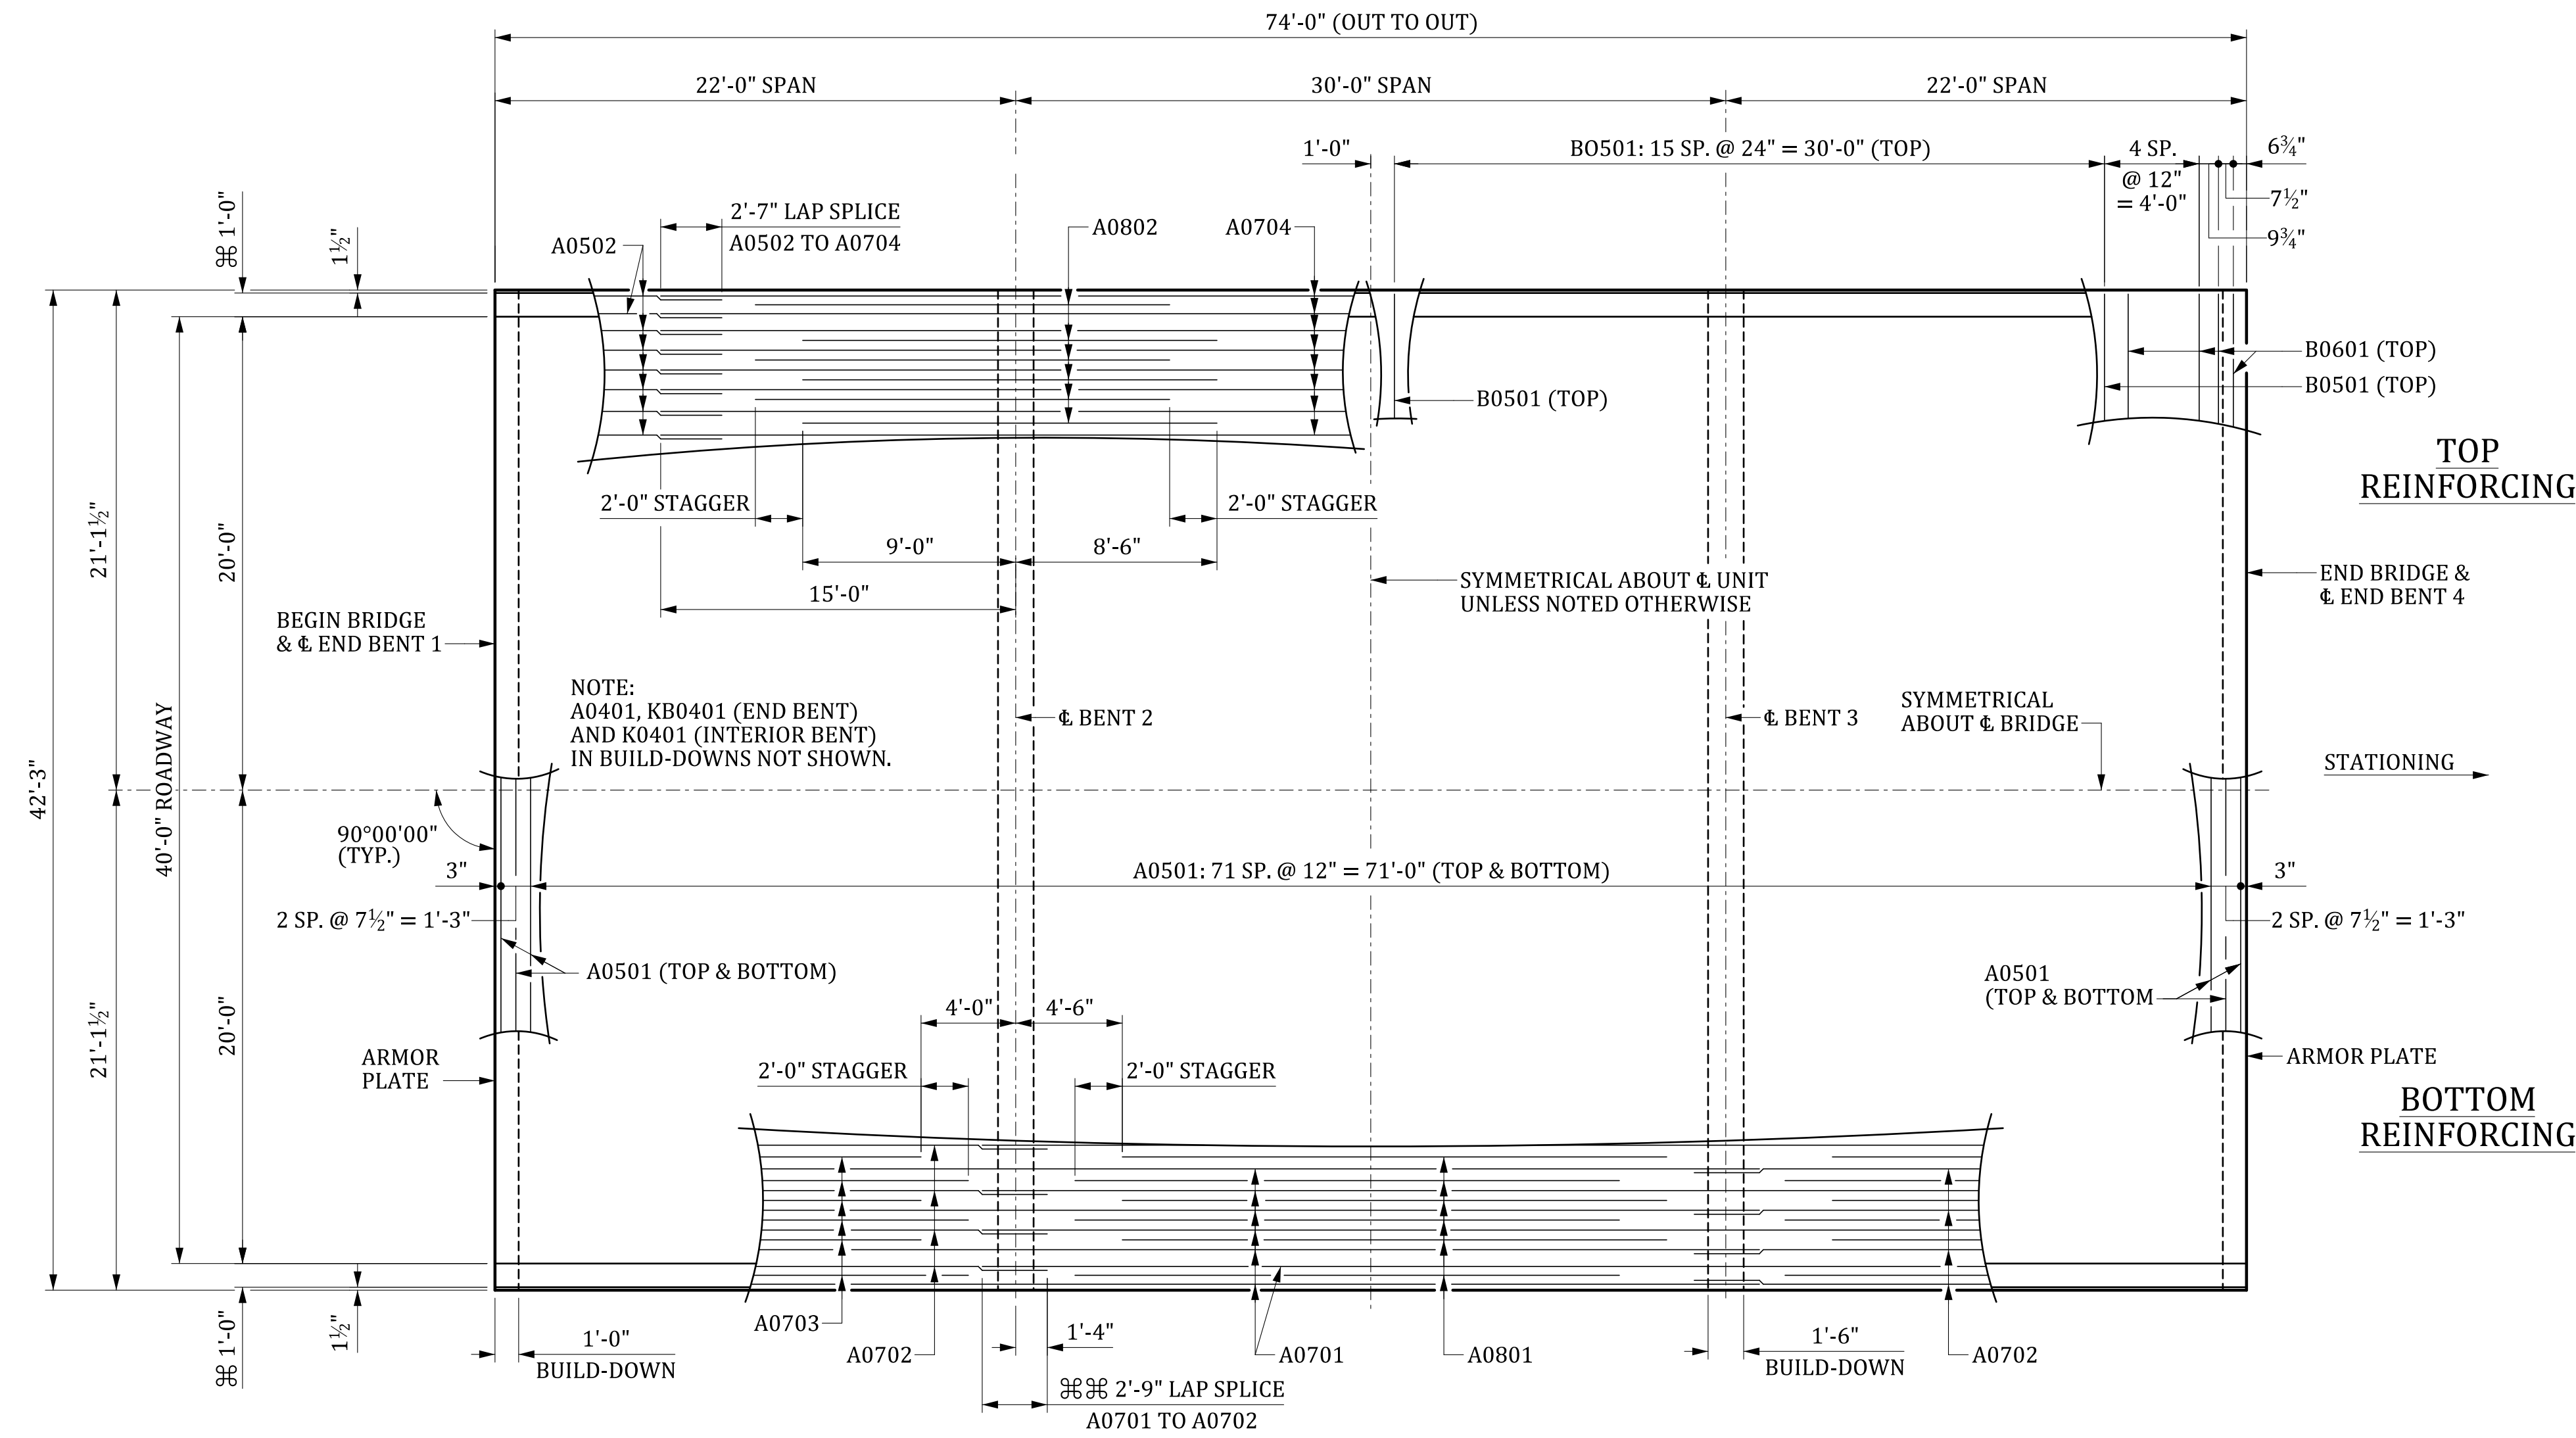 74'-0" (OUT TO OUT)
22'-0" SPAN
30'-0" SPAN
22'-0" SPAN
1'-0"
BO501: 15 SP. @ 24" = 30'-0" (TOP)
4 SP.
@ 12"
= 4'-0"
6¾"
7½"
9¾"
⌘ 1'-0"
1½"
A0502
2'-7" LAP SPLICE
A0502 TO A0704
A0802
A0704
B0601 (TOP)
B0501 (TOP)
B0501 (TOP)
TOP
REINFORCING
2'-0" STAGGER
2'-0" STAGGER
9'-0"
8'-6"
15'-0"
SYMMETRICAL ABOUT ℄ UNIT
UNLESS NOTED OTHERWISE
END BRIDGE &
℄ END BENT 4
21'-1½"
20'-0"
BEGIN BRIDGE
& ℄ END BENT 1
NOTE:
A0401, KB0401 (END BENT)
AND K0401 (INTERIOR BENT)
IN BUILD-DOWNS NOT SHOWN.
℄ BENT 2
℄ BENT 3
SYMMETRICAL
ABOUT ℄ BRIDGE
STATIONING
42'-3"
40'-0" ROADWAY
90°00'00"
(TYP.)
3"
A0501: 71 SP. @ 12" = 71'-0" (TOP & BOTTOM)
3"
2 SP. @ 7½" = 1'-3"
2 SP. @ 7½" = 1'-3"
A0501 (TOP & BOTTOM)
A0501
(TOP & BOTTOM
21'-1½"
20'-0"
4'-0"
4'-6"
ARMOR
PLATE
2'-0" STAGGER
2'-0" STAGGER
ARMOR PLATE
BOTTOM
REINFORCING
⌘ 1'-0"
1½"
1'-0"
BUILD-DOWN
A0703
A0702
1'-4"
A0701
A0801
1'-6"
BUILD-DOWN
A0702
⌘⌘ 2'-9" LAP SPLICE
A0701 TO A0702